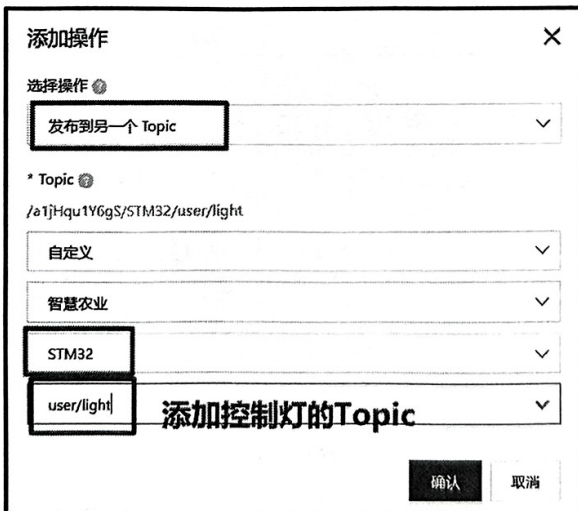 添加操作
选择操作
发布到另一个 Topic
* Topic
/a1jHqu1Y6gS/STM32/user/light
自定义
智慧农业
STM32
user/light
添加控制灯的Topic
确认 取消